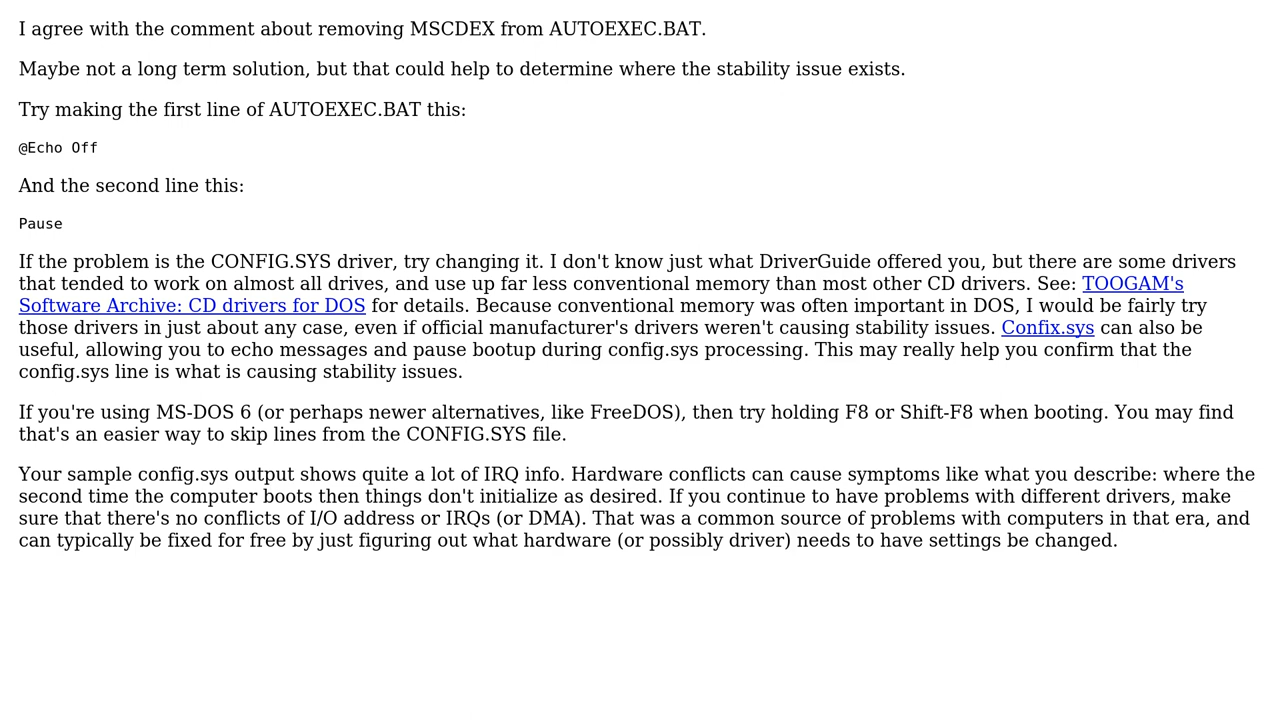 I agree with the comment about removing MSCDEX from AUTOEXEC.BAT.
Maybe not a long term solution, but that could help to determine where the stability issue exists.
Try making the first line of AUTOEXEC.BAT this:
@Echo Off
And the second line this:
Pause
If the problem is the CONFIG.SYS driver, try changing it. I don't know just what DriverGuide offered you, but there are some drivers
that tended to work on almost all drives, and use up far less conventional memory than most other CD drivers. See: TOOGAM's
Software Archive: CD drivers for DOS for details. Because conventional memory was often important in DOS, I would be fairly try
those drivers in just about any case, even if official manufacturer's drivers weren't causing stability issues. Confix.sys can also be
useful, allowing you to echo messages and pause bootup during config.sys processing. This may really help you confirm that the
config.sys line is what is causing stability issues.
If you're using MS-DOS 6 (or perhaps newer alternatives, like FreeDOS), then try holding F8 or Shift-F8 when booting. You may find
that's an easier way to skip lines from the CONFIG.SYS file.
Your sample config.sys output shows quite a lot of IRQ info. Hardware conflicts can cause symptoms like what you describe: where the
second time the computer boots then things don't initialize as desired. If you continue to have problems with different drivers, make
sure that there's no conflicts of I/O address or IRQs (or DMA). That was a common source of problems with computers in that era, and
can typically be fixed for free by just figuring out what hardware (or possibly driver) needs to have settings be changed.